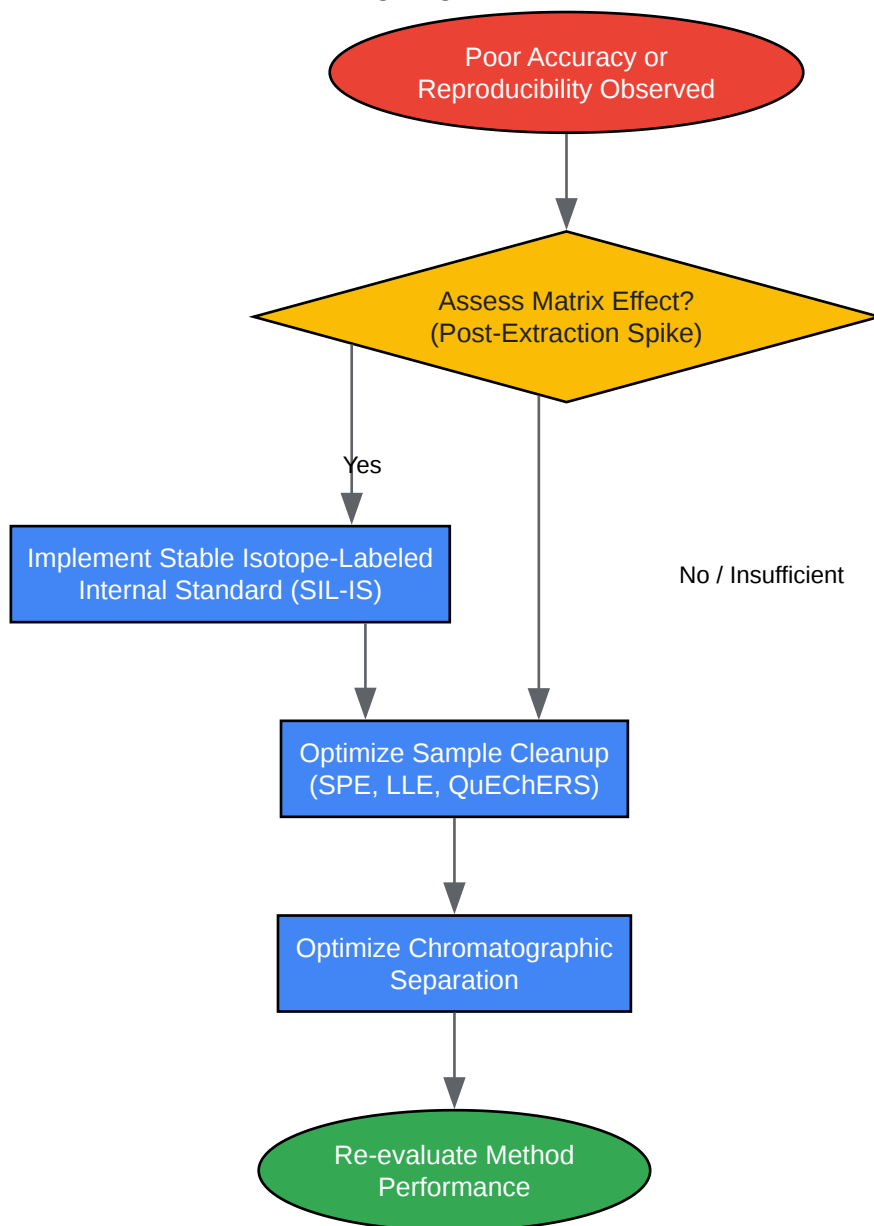 Poor Accuracy or
Reproducibility Observed
Assess Matrix Effect?
(Post-Extraction Spike)
Yes
Implement Stable Isotope-Labeled
Internal Standard (SIL-IS)
No / Insufficient
Optimize Sample Cleanup
(SPE, LLE, QuEChERS)
Optimize Chromatographic
Separation
Re-evaluate Method
Performance